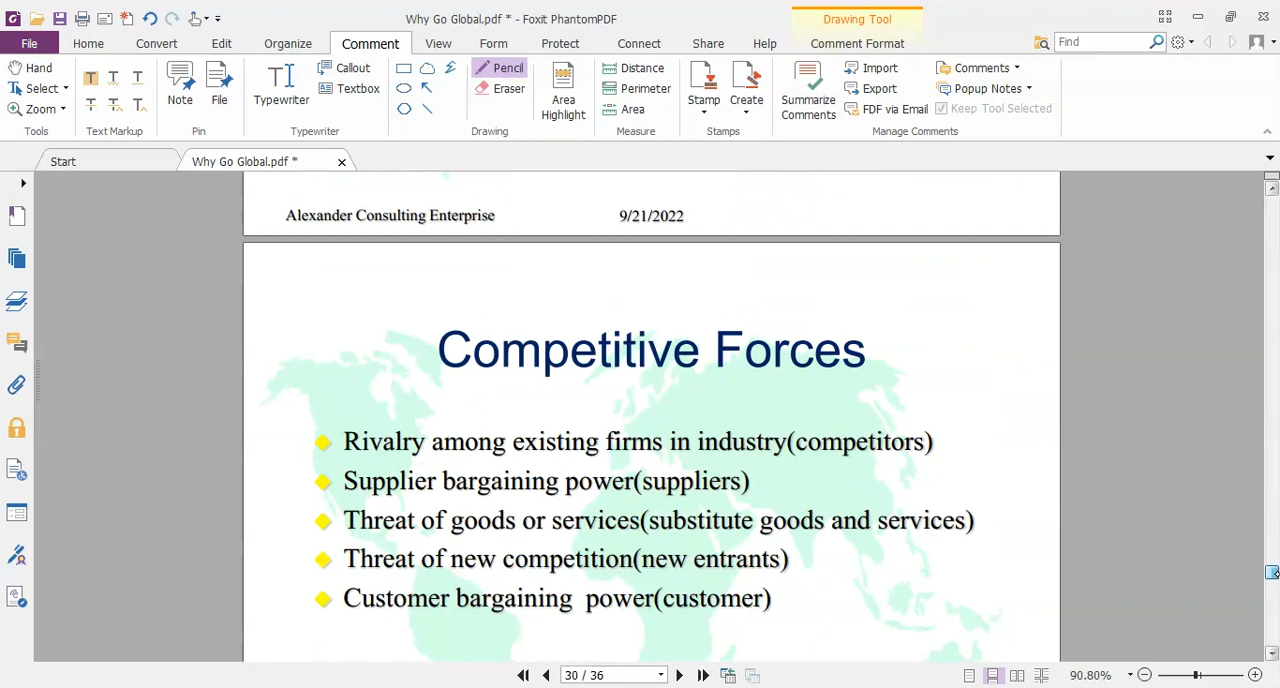 Why Go Global.pdf * - Foxit PhantomPDF
Drawing Tool
File Home Convert Edit Organize Comment View Form Protect Connect Share Help Comment Format Find
Hand
Select
Zoom
Tools
Text Markup
Note
File
Pin
Typewriter
Callout
Textbox
Typewriter
Pencil
Eraser
Drawing
Area
Highlight
Distance
Perimeter
Area
Measure
Stamp
Create
Stamps
Summarize
Comments
Import
Export
FDF via Email
Comments
Popup Notes
Keep Tool Selected
Manage Comments
Start
Why Go Global.pdf *
Alexander Consulting Enterprise 9/21/2022
Competitive Forces
Rivalry among existing firms in industry(competitors)
Supplier bargaining power(suppliers)
Threat of goods or services(substitute goods and services)
Threat of new competition(new entrants)
Customer bargaining power(customer)
30 / 36
90.80%